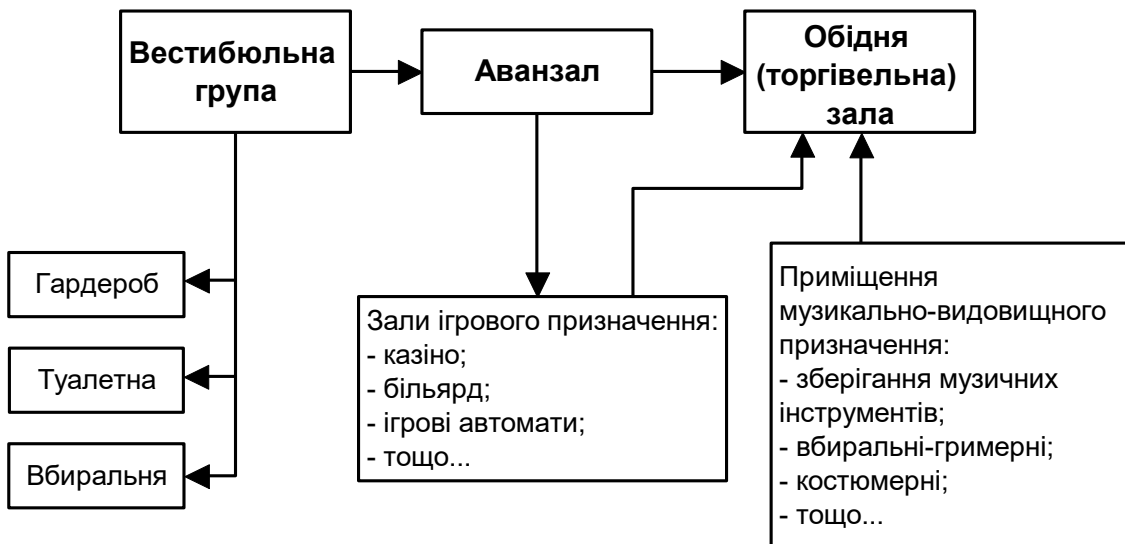 Вестибюльна
група
Аванзал
Обідня
(торгівельна)
зала
Гардероб
Туалетна
Вбиральня
Зали ігрового призначення:
- казіно;
- більярд;
- ігрові автомати;
- тощо...
Приміщення
музикально-видовищного
призначення:
- зберігання музичних
інструментів;
- вбиральні-гримерні;
- костюмерні;
- тощо...